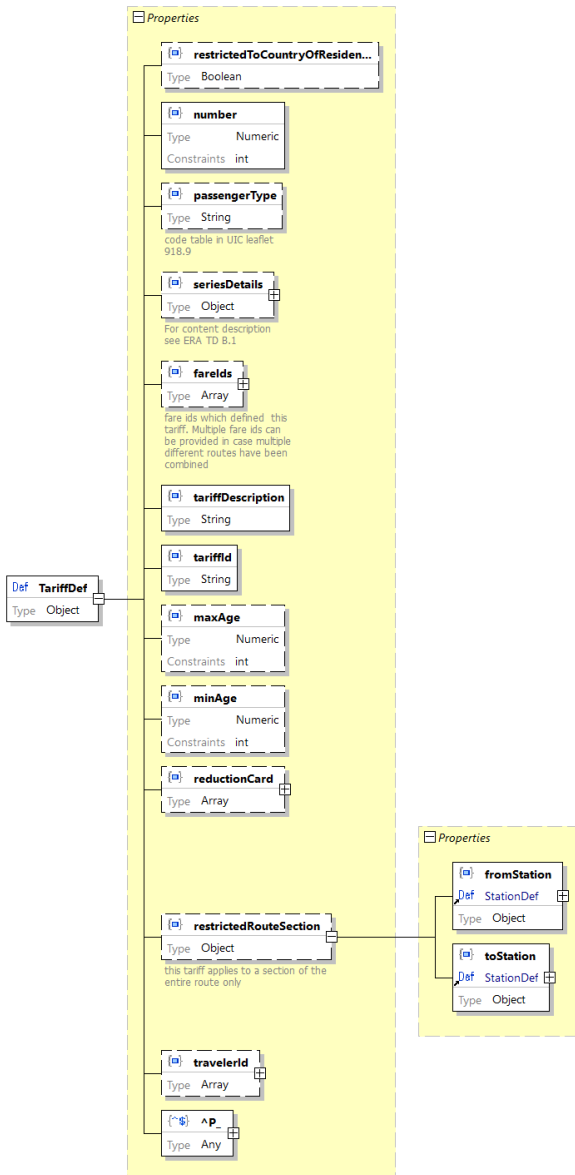 Properties
restrictedToCountryOfResiden...
Type Boolean
number
Type Numeric
Constraints int
passengerType
Type String
code table in UIC leaflet
918.9
seriesDetails
Type Object
For content description
see ERA TD B.1
fareIds
Type Array
fare ids which defined this
tariff. Multiple fare ids can
be provided in case multiple
different routes have been
combined
tariffDescription
Type String
tariffId
Type String
Def TariffDef
Type Object
maxAge
Type Numeric
Constraints int
minAge
Type Numeric
Constraints int
reductionCard
Type Array
restrictedRouteSection
Type Object
this tariff applies to a section of the
entire route only
Properties
fromStation
Def StationDef
Type Object
toStation
Def StationDef
Type Object
travelerId
Type Array
{^$} ^P_
Type Any